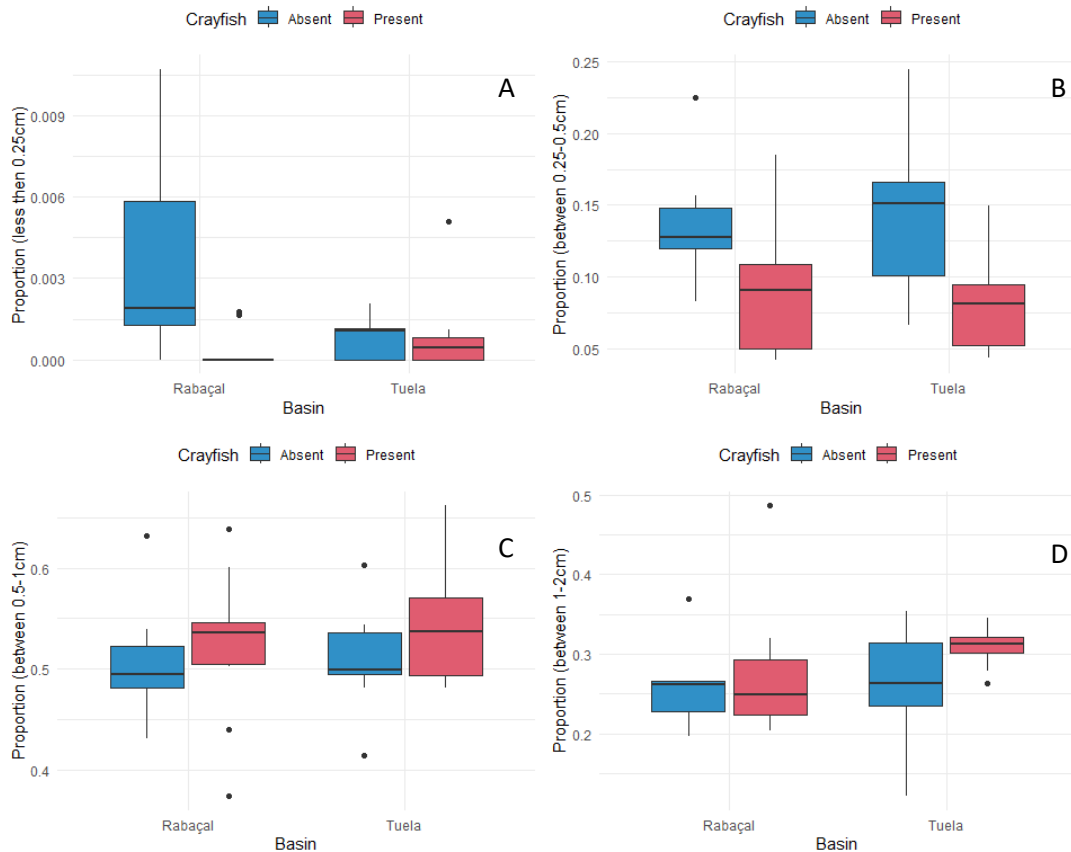 Crayfish Absent Present
A
Proportion (less then 0.25cm)
0.009
0.006
0.003
0.000
Rabaçal Tuela
Basin
Crayfish Absent Present
B
Proportion (between 0.25-0.5cm)
0.25
0.20
0.15
0.10
0.05
Rabaçal Tuela
Basin
Crayfish Absent Present
C
Proportion (between 0.5-1cm)
0.6
0.5
0.4
Rabaçal Tuela
Basin
Crayfish Absent Present
D
Proportion (between 1-2cm)
0.5
0.4
0.3
0.2
Rabaçal Tuela
Basin